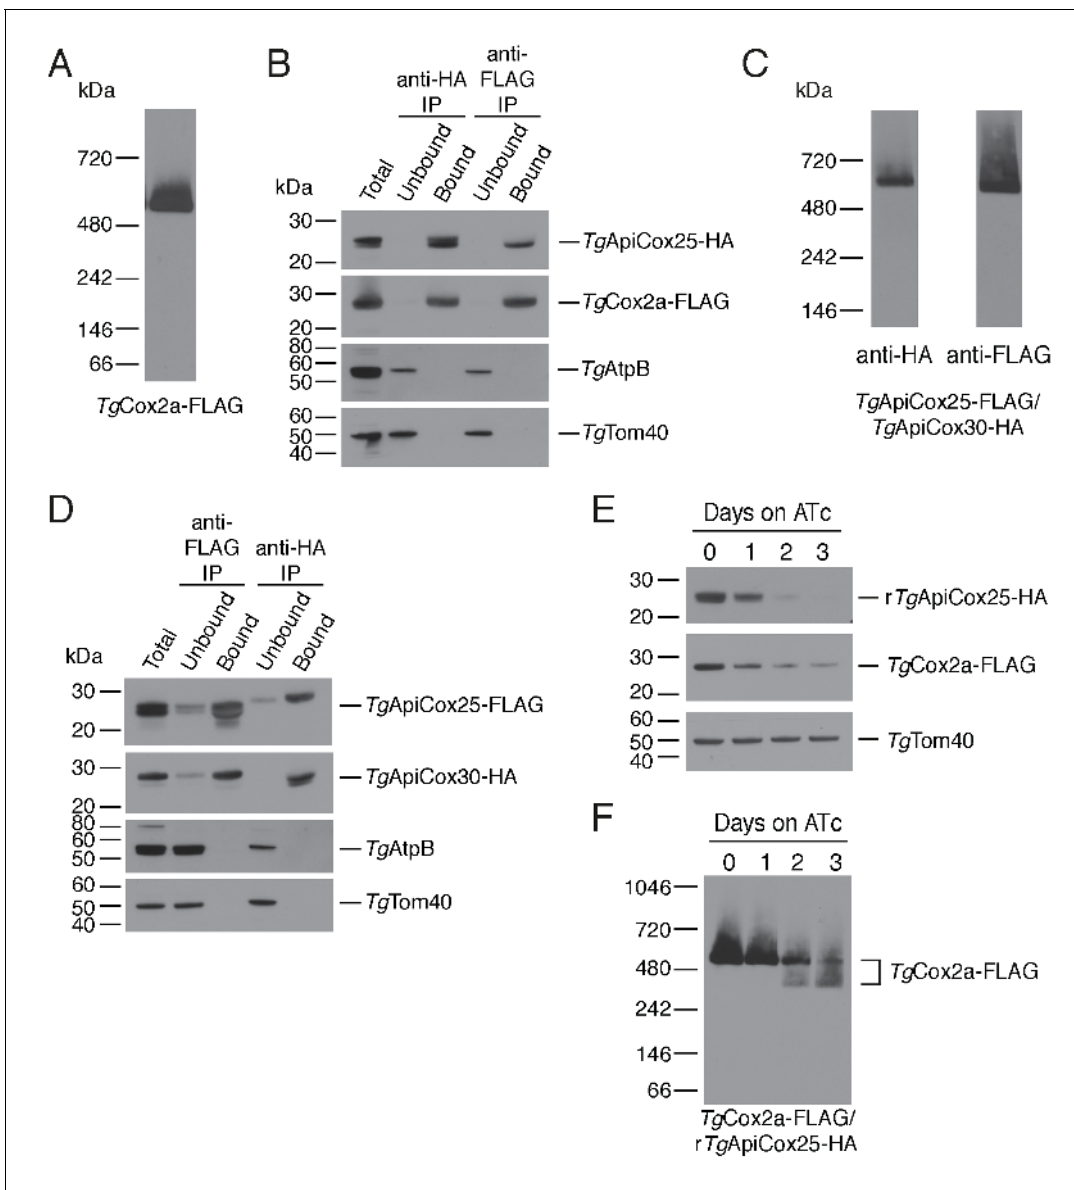 A
kDa
720
480
242
146
66
TgCox2a-FLAG
B
anti-HA
IP
anti-
FLAG
IP
Total
Unbound
Bound
Unbound
Bound
kDa
30
20
TgApiCox25-HA
30
20
TgCox2a-FLAG
80
60
50
TgAtpB
60
50
40
TgTom40
C
kDa
720
480
242
146
anti-HA anti-FLAG
TgApiCox25-FLAG/
TgApiCox30-HA
D
anti-
FLAG
IP
anti-HA
IP
Total
Unbound
Bound
Unbound
Bound
kDa
30
20
TgApiCox25-FLAG
30
20
TgApiCox30-HA
80
60
50
TgAtpB
60
50
40
TgTom40
E
Days on ATc
0 1 2 3
30
20
rTgApiCox25-HA
30
20
TgCox2a-FLAG
60
50
40
TgTom40
F
Days on ATc
0 1 2 3
1046
720
480
242
146
66
TgCox2a-FLAG
TgCox2a-FLAG/
rTgApiCox25-HA